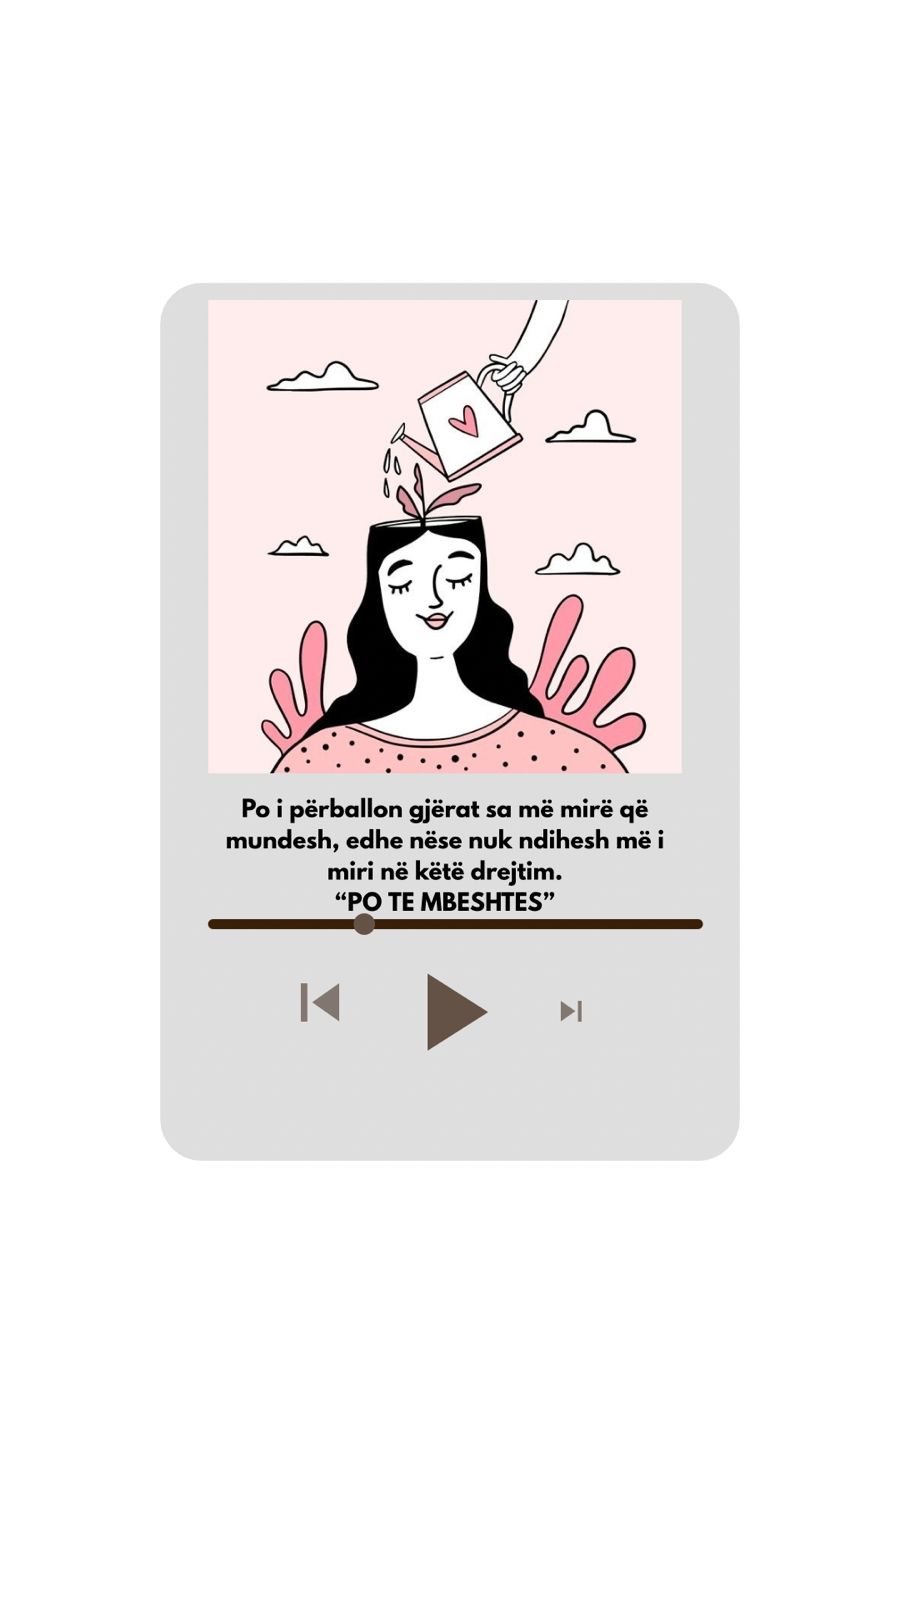 Po i përballon gjërat sa më mirë që
mundesh, edhe nëse nuk ndihesh më i
miri në këtë drejtim.
“PO TE MBESHTES”